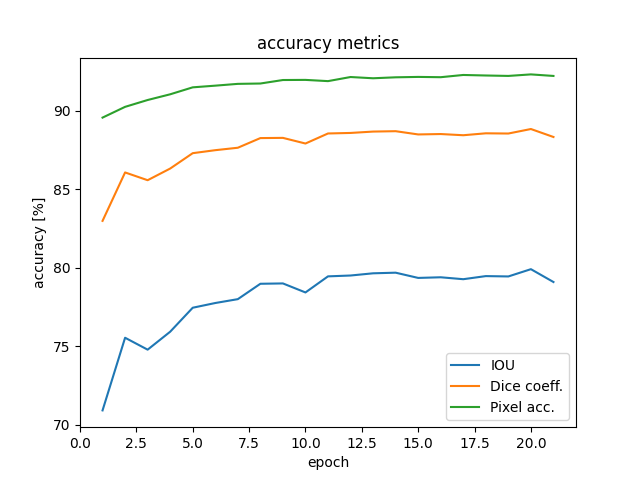 accuracy metrics
accuracy [%]
90
85
80
75
70
0.0 2.5 5.0 7.5 10.0 12.5 15.0 17.5 20.0
epoch
IOU
Dice coeff.
Pixel acc.